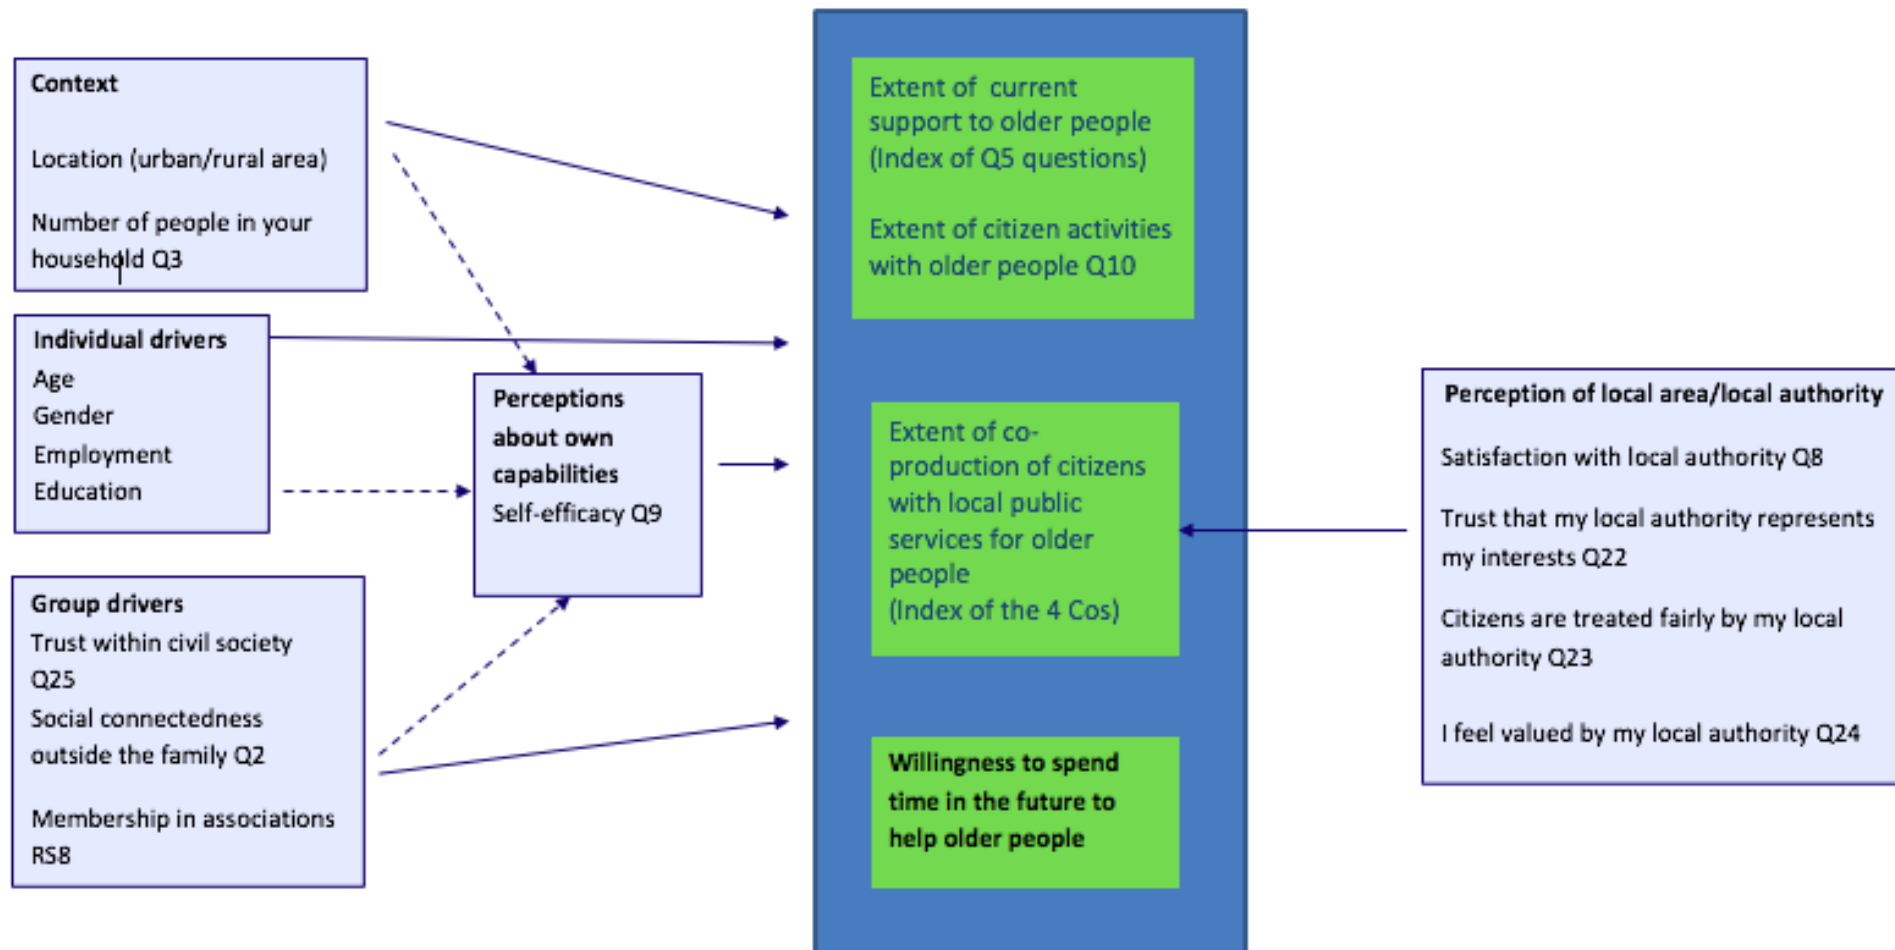 Context
Location (urban/rural area)
Number of people in your
household Q3
Individual drivers
Age
Gender
Employment
Education
Group drivers
Trust within civil society
Q25
Social connectedness
outside the family Q2
Membership in associations
RS8
Perceptions
about own
capabilities
Self-efficacy Q9
Extent of current
support to older people
(Index of Q5 questions)
Extent of citizen activities
with older people Q10
Extent of co-
production of citizens
with local public
services for older
people
(Index of the 4 Cos)
Willingness to spend
time in the future to
help older people
Perception of local area/local authority
Satisfaction with local authority Q8
Trust that my local authority represents
my interests Q22
Citizens are treated fairly by my local
authority Q23
I feel valued by my local authority Q24